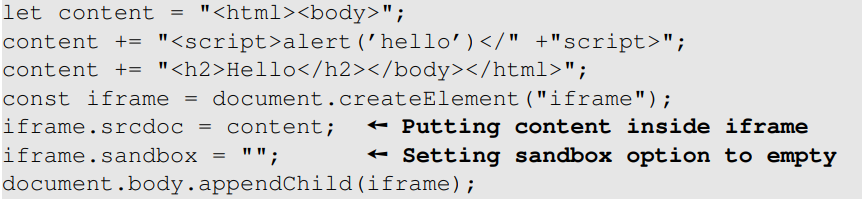 let content = "<html><body>";
content += "<script>alert(’hello’)</" +"script>";
content += "<h2>Hello</h2></body></html>";
const iframe = document.createElement("iframe");
iframe.srcdoc = content; ← Putting content inside iframe
iframe.sandbox = ""; ← Setting sandbox option to empty
document.body.appendChild(iframe);